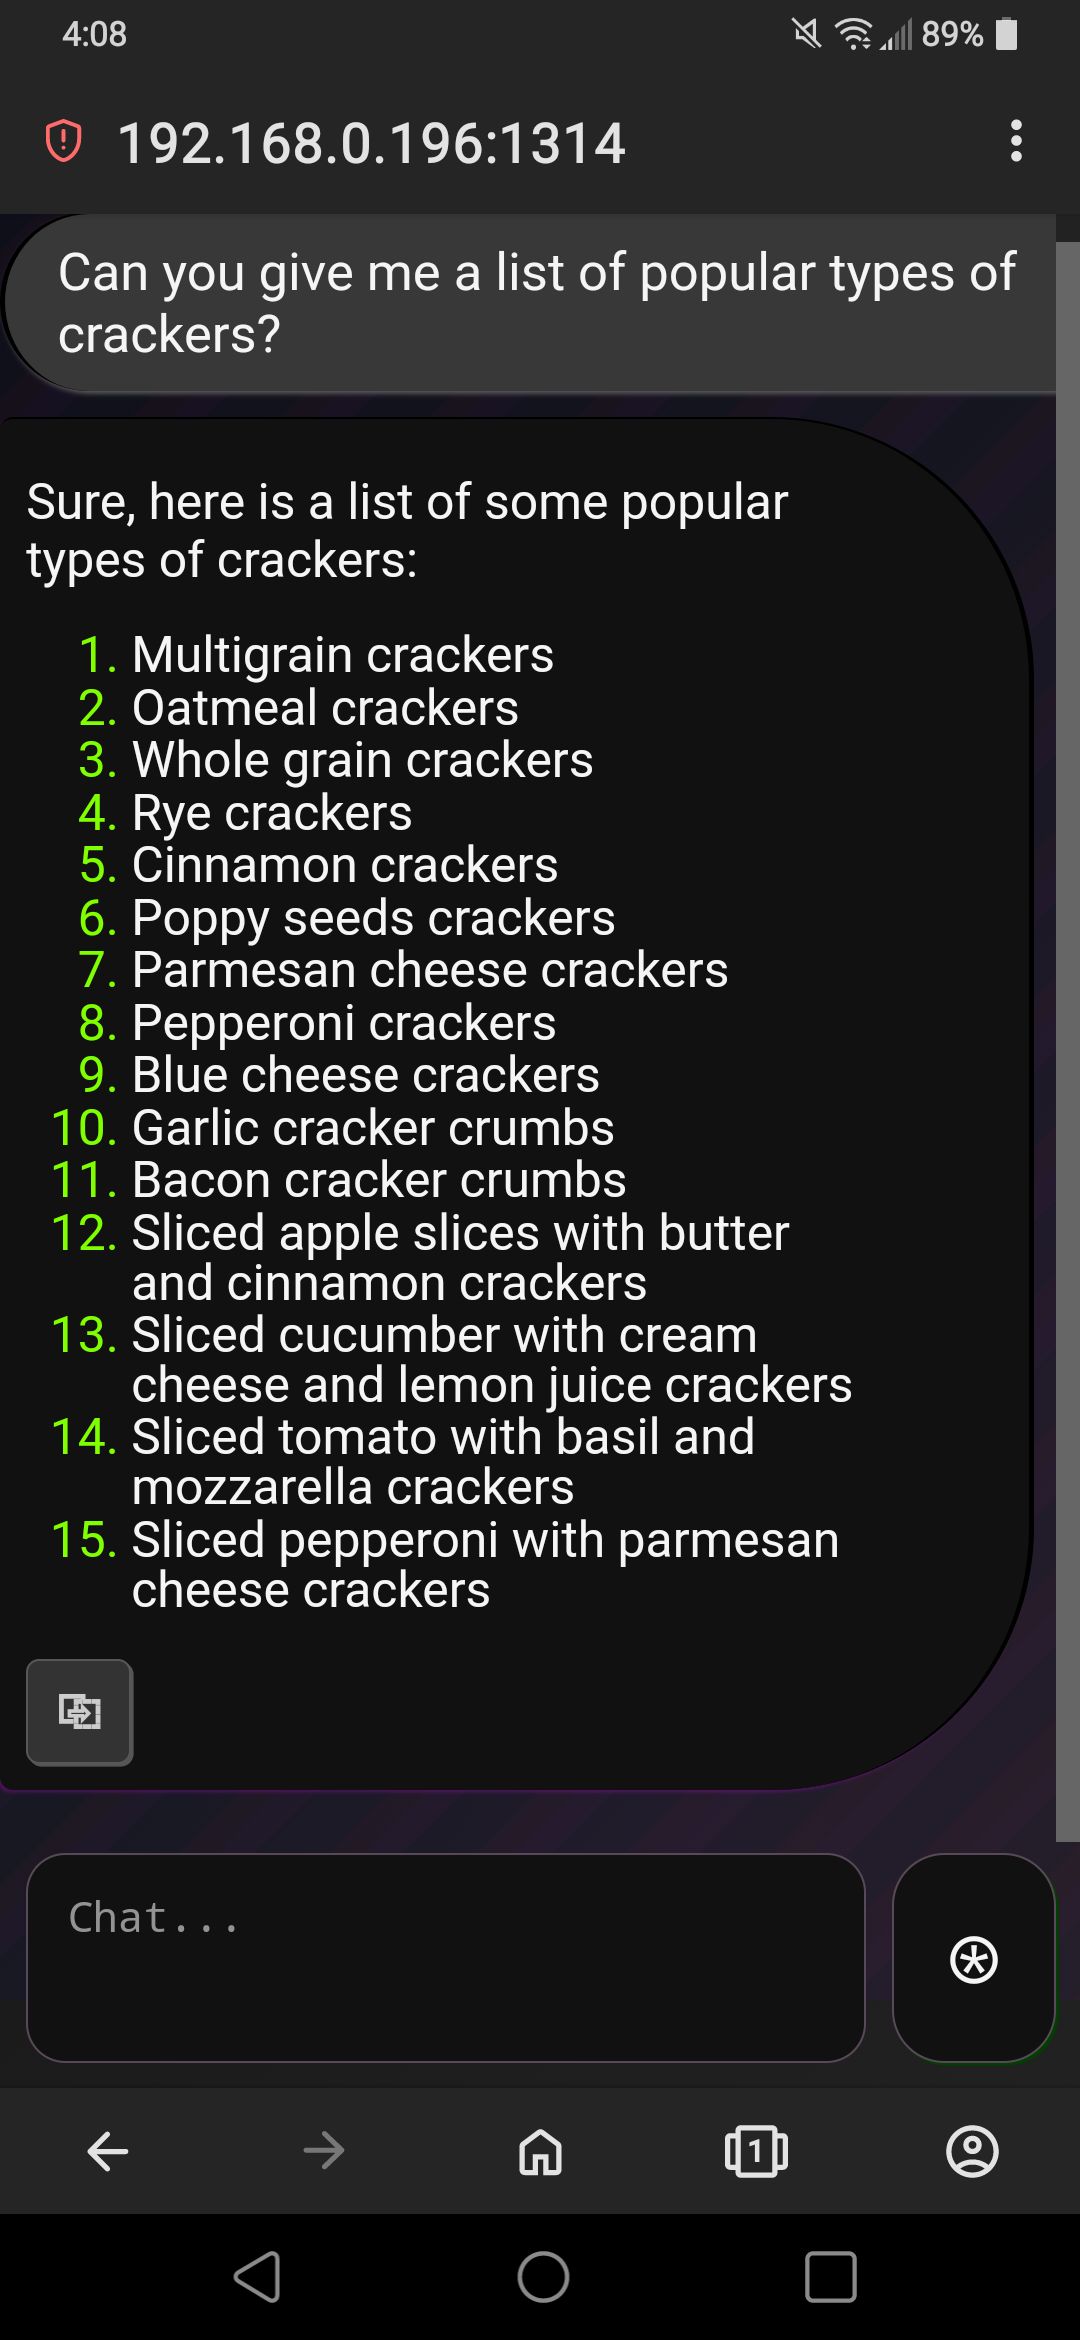 4:08
89%
192.168.0.196:1314
Can you give me a list of popular types of
crackers?
Sure, here is a list of some popular
types of crackers:
1. Multigrain crackers
2. Oatmeal crackers
3. Whole grain crackers
4. Rye crackers
5. Cinnamon crackers
6. Poppy seeds crackers
7. Parmesan cheese crackers
8. Pepperoni crackers
9. Blue cheese crackers
10. Garlic cracker crumbs
11. Bacon cracker crumbs
12. Sliced apple slices with butter
and cinnamon crackers
13. Sliced cucumber with cream
cheese and lemon juice crackers
14. Sliced tomato with basil and
mozzarella crackers
15. Sliced pepperoni with parmesan
cheese crackers
Chat...
1